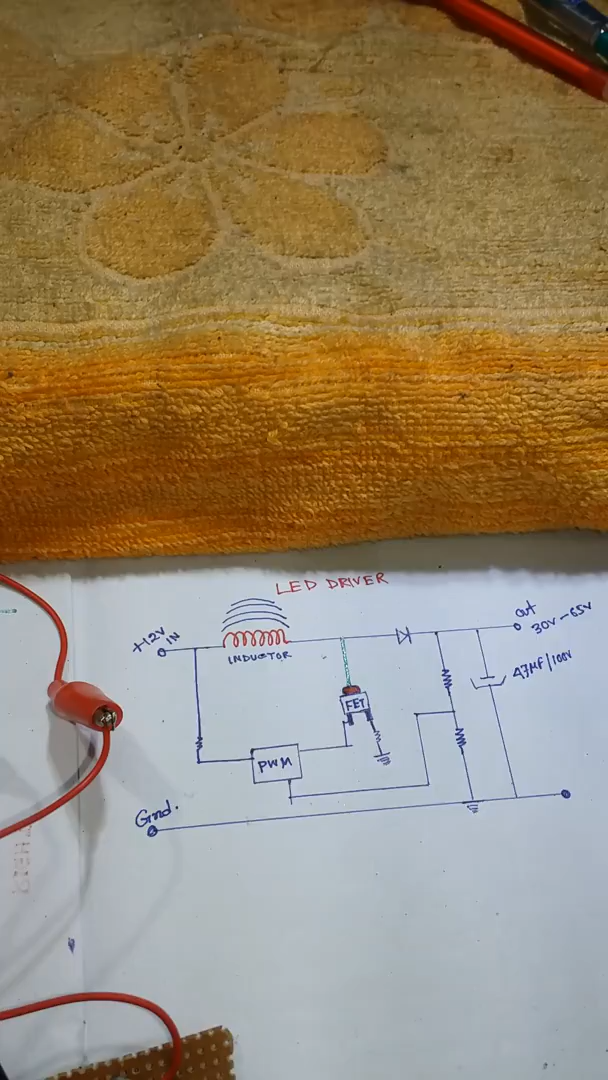 LED DRIVER
+12V
IN
INDUCTOR
out
30V - 65V
47µF/100V
FET
PWM
Gnd.